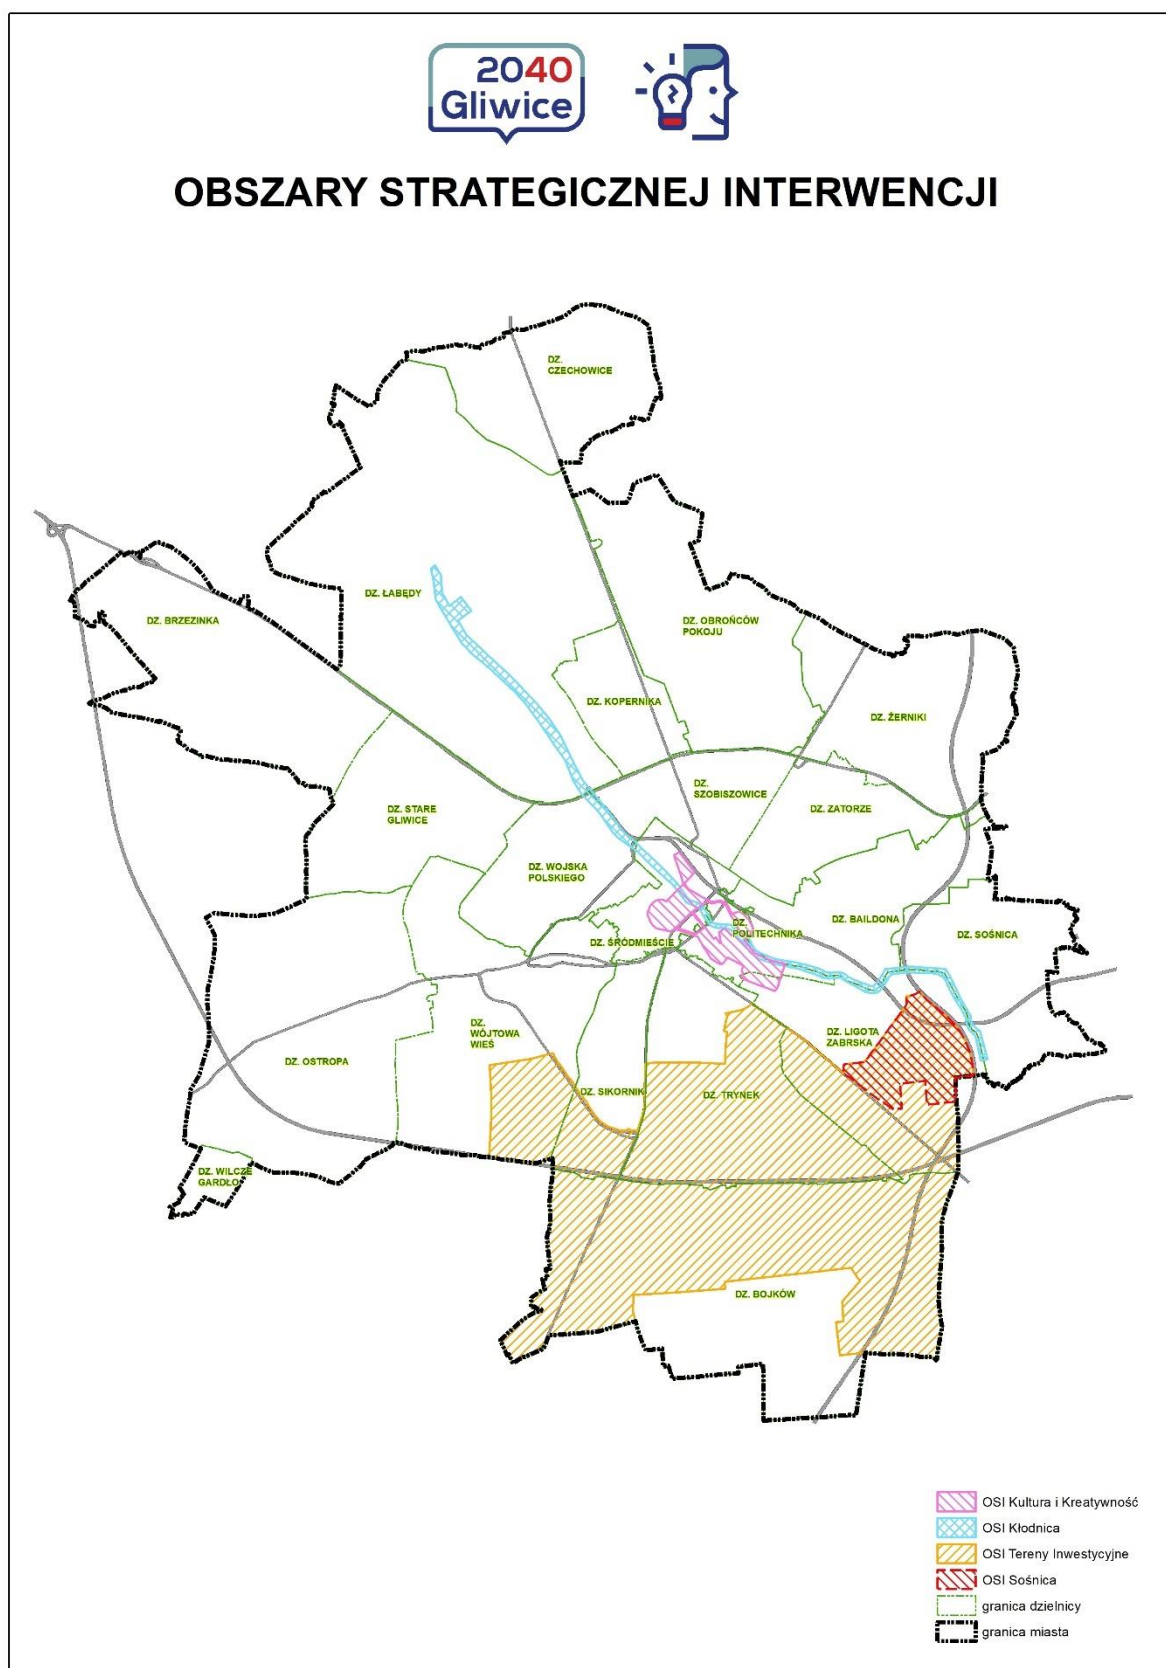 2040
Gliwice
OBSZARY STRATEGICZNEJ INTERWENCJI
DZ.
CZECHOWICE
DZ. ŁABĘDY
DZ. BRZEZINKA
DZ. OBROŃCÓW
POKOJU
DZ. KOPERNIKA
DZ. ŻERNIKI
DZ.
SZOBISZOWICE
DZ. ZATORZE
DZ. STARE
GLIWICE
DZ. WOJSKA
POLSKIEGO
DZ. BAILDONA
DZ.
POLITECHNIKA
DZ. SOŚNICA
DZ. ŚRÓDMIEŚCIE
DZ.
WÓJTOWA
WIEŚ
DZ. LIGOTA
ZABRSKA
DZ. OSTROPA
DZ. SIKORNIK
DZ. TRYNEK
DZ. WILCZE
GARDŁO
DZ. BOJKÓW
OSI Kultura i Kreatywność
OSI Kłodnica
OSI Tereny Inwestycyjne
OSI Sośnica
granica dzielnicy
granica miasta